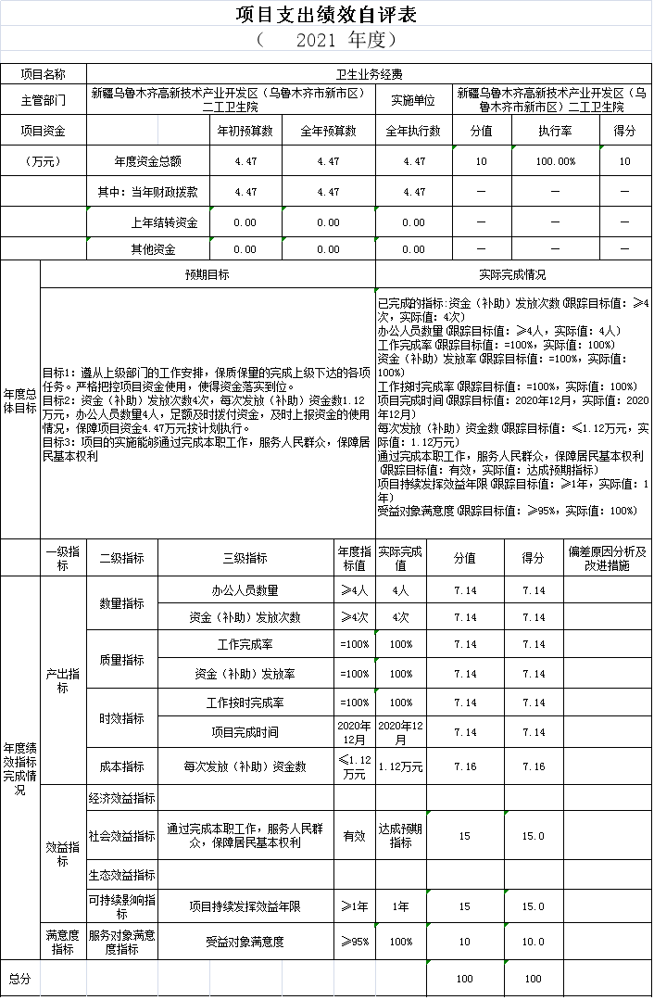 项目支出绩效自评表
（ 2021 年度）
项目名称 卫生业务经费
主管部门 新疆乌鲁木齐高新技术产业开发区（乌鲁木齐市新市区）二工卫生院 实施单位 新疆乌鲁木齐高新技术产业开发区（乌鲁木齐市新市区）二工卫生院
项目资金 年初预算数 全年预算数 全年执行数 分值 执行率 得分
（万元） 年度资金总额 4.47 4.47 4.47 10 100.00% 10
其中：当年财政拨款 4.47 4.47 4.47 — — —
上年结转资金 0.00 0.00 0.00 — — —
其他资金 0.00 0.00 0.00 — — —
年度总体目标
预期目标 实际完成情况
目标1：遵从上级部门的工作安排，保质保量的完成上级下达的各项
任务。严格把控项目资金使用，使得资金落实到位。
目标2：资金（补助）发放次数4次，每次发放（补助）资金数1.12
万元，办公人员数量4人，足额及时拨付资金，及时上报资金的使用
情况，保障项目资金4.47万元按计划执行。
目标3：项目的实施能够通过完成本职工作，服务人民群众，保障居
民基本权利
已完成的指标:资金（补助）发放次数(跟踪目标值：≥4
次，实际值：4次)
办公人员数量(跟踪目标值：≥4人，实际值：4人)
工作完成率(跟踪目标值：=100%，实际值：100%)
资金（补助）发放率(跟踪目标值：=100%，实际值：
100%)
工作按时完成率(跟踪目标值：=100%，实际值：100%)
项目完成时间(跟踪目标值：2020年12月，实际值：2020
年12月)
每次发放（补助）资金数(跟踪目标值：≤1.12万元，实
际值：1.12万元)
通过完成本职工作，服务人民群众，保障居民基本权利
(跟踪目标值：有效，实际值：达成预期指标)
项目持续发挥效益年限(跟踪目标值：≥1年，实际值：1
年)
受益对象满意度(跟踪目标值：≥95%，实际值：100%)
年度绩效指标完成情况
一级指标 二级指标 三级指标 年度指标值 实际完成值 分值 得分 偏差原因分析及改进措施
产出指标 数量指标 办公人员数量 ≥4人 4人 7.14 7.14
资金（补助）发放次数 ≥4次 4次 7.14 7.14
质量指标 工作完成率 =100% 100% 7.14 7.14
资金（补助）发放率 =100% 100% 7.14 7.14
时效指标 工作按时完成率 =100% 100% 7.14 7.14
项目完成时间 2020年12月 2020年12月 7.14 7.14
成本指标 每次发放（补助）资金数 ≤1.12万元 1.12万元 7.16 7.16
效益指标 经济效益指标
社会效益指标 通过完成本职工作，服务人民群众，保障居民基本权利 有效 达成预期指标 15 15.0
生态效益指标
可持续影响指标 项目持续发挥效益年限 ≥1年 1年 15 15.0
满意度指标 服务对象满意度指标 受益对象满意度 ≥95% 100% 10 10.0
总分 100 100